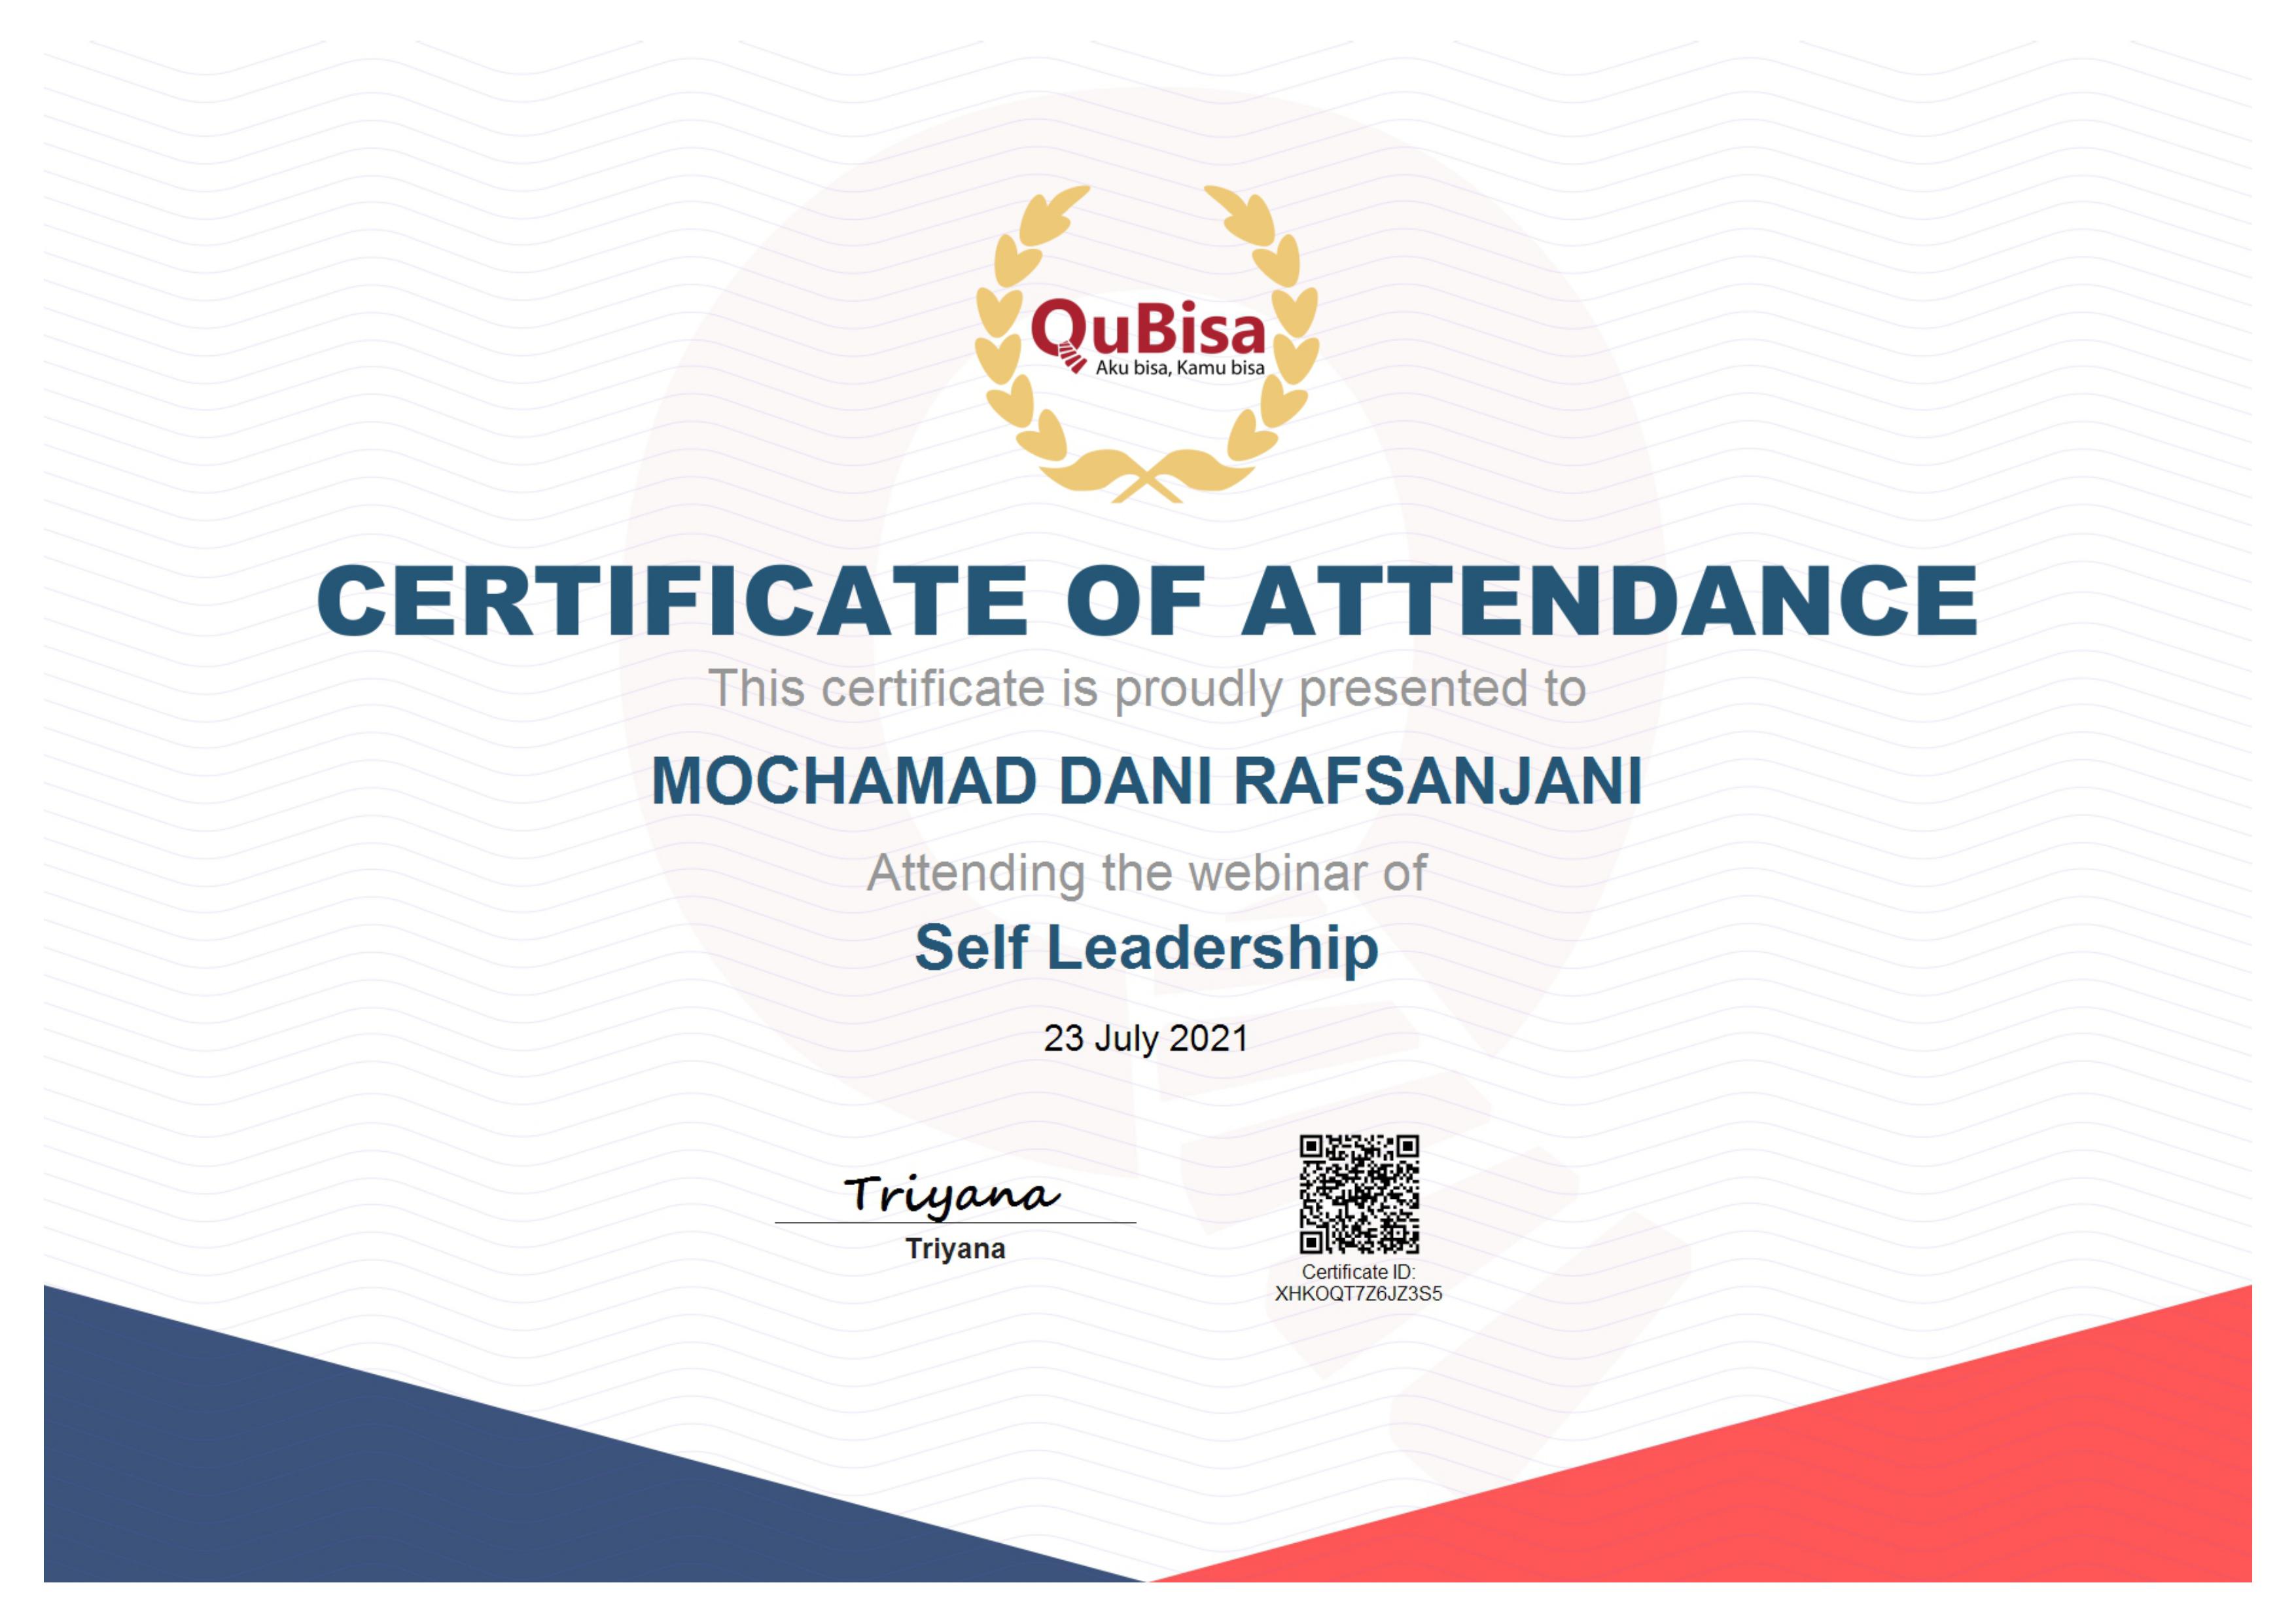 QuBisa
Aku bisa, Kamu bisa
CERTIFICATE OF ATTENDANCE
This certificate is proudly presented to
MOCHAMAD DANI RAFSANJANI
Attending the webinar of
Self Leadership
23 July 2021
Triyana
Triyana
Certificate ID:
XHKOQT7Z6JZ3S5